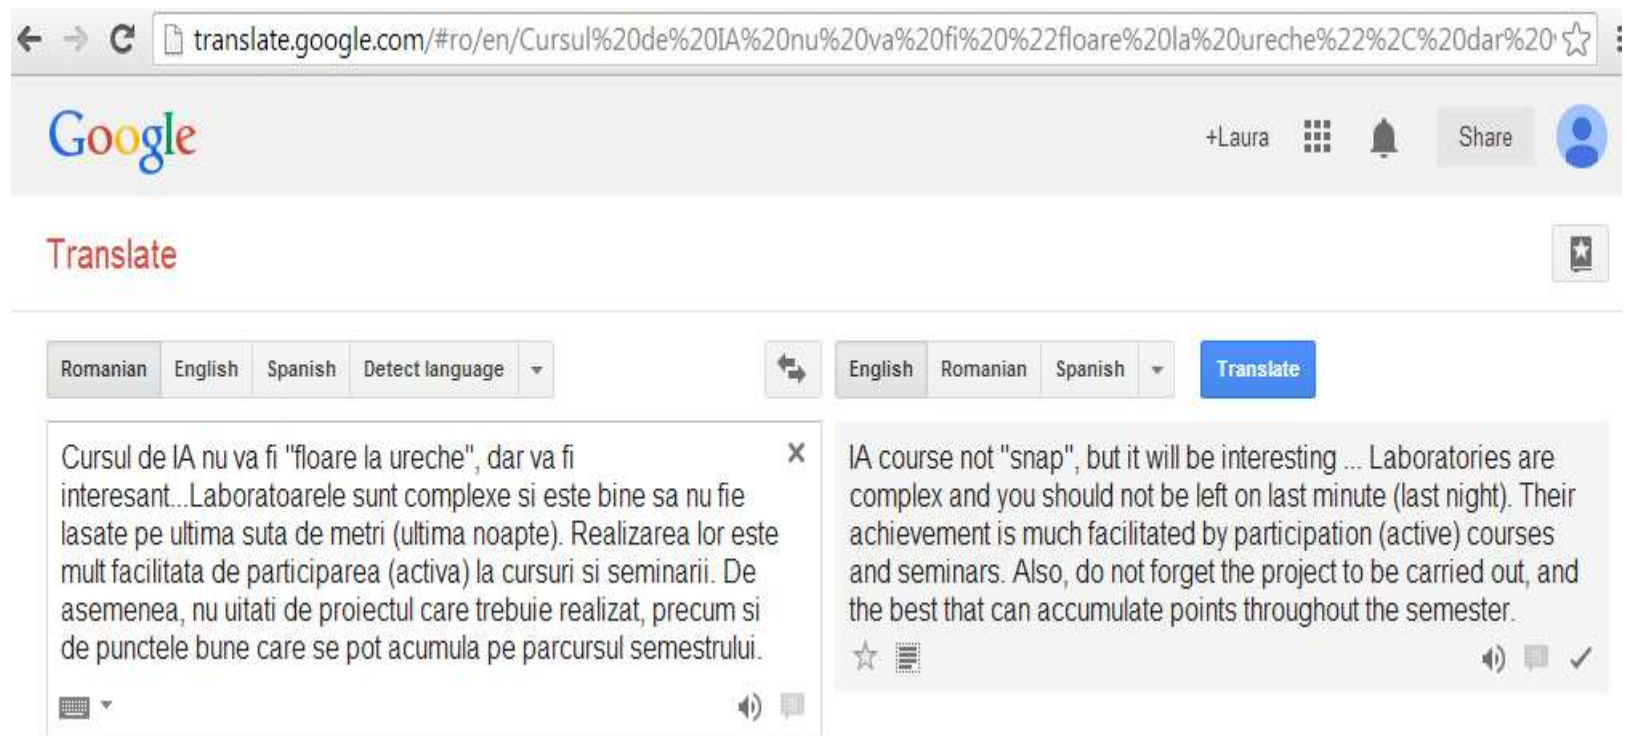 translate.google.com/#ro/en/Cursul%20de%20IA%20nu%20va%20fi%20%22floare%20la%20ureche%22%2C%20dar%20
Google
+Laura
Share
Translate
Romanian
English
Spanish
Detect language
English
Romanian
Spanish
Translate
Cursul de IA nu va fi "floare la ureche", dar va fi
interesant...Laboratoarele sunt complexe si este bine sa nu fie
lasate pe ultima suta de metri (ultima noapte). Realizarea lor este
mult facilitata de participarea (activa) la cursuri si seminarii. De
asemenea, nu uitati de proiectul care trebuie realizat, precum si
de punctele bune care se pot acumula pe parcursul semestrului.
IA course not "snap", but it will be interesting ... Laboratories are
complex and you should not be left on last minute (last night). Their
achievement is much facilitated by participation (active) courses
and seminars. Also, do not forget the project to be carried out, and
the best that can accumulate points throughout the semester.